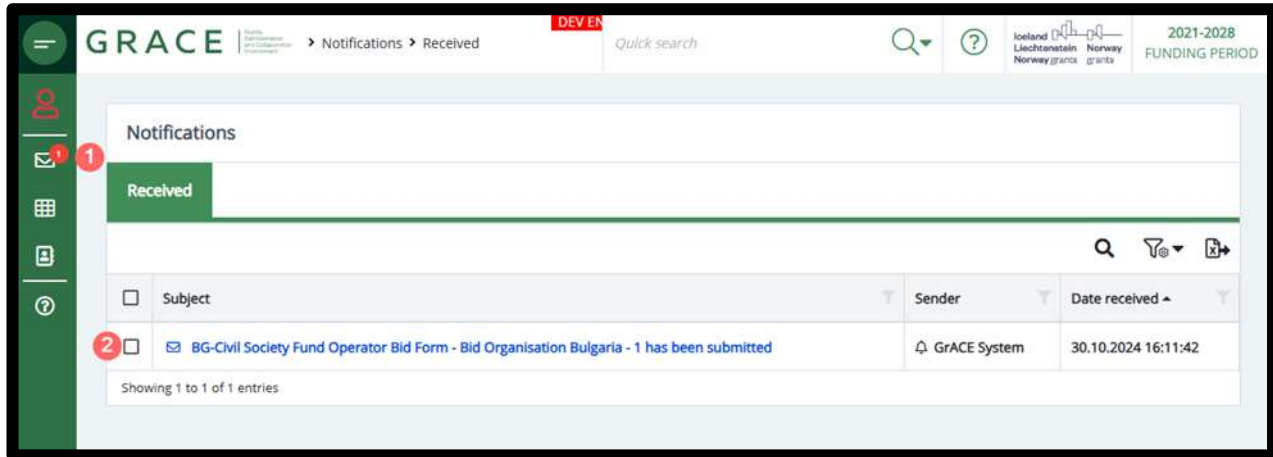 GRACE
> Notifications > Received
DEV EN
Quick search
Iceland
Liechtenstein Norway
Norway grants grants
2021-2028
FUNDING PERIOD
Notifications
1
1
Received
Subject
Sender
Date received
2
BG-Civil Society Fund Operator Bid Form - Bid Organisation Bulgaria - 1 has been submitted
GrACE System
30.10.2024 16:11:42
Showing 1 to 1 of 1 entries